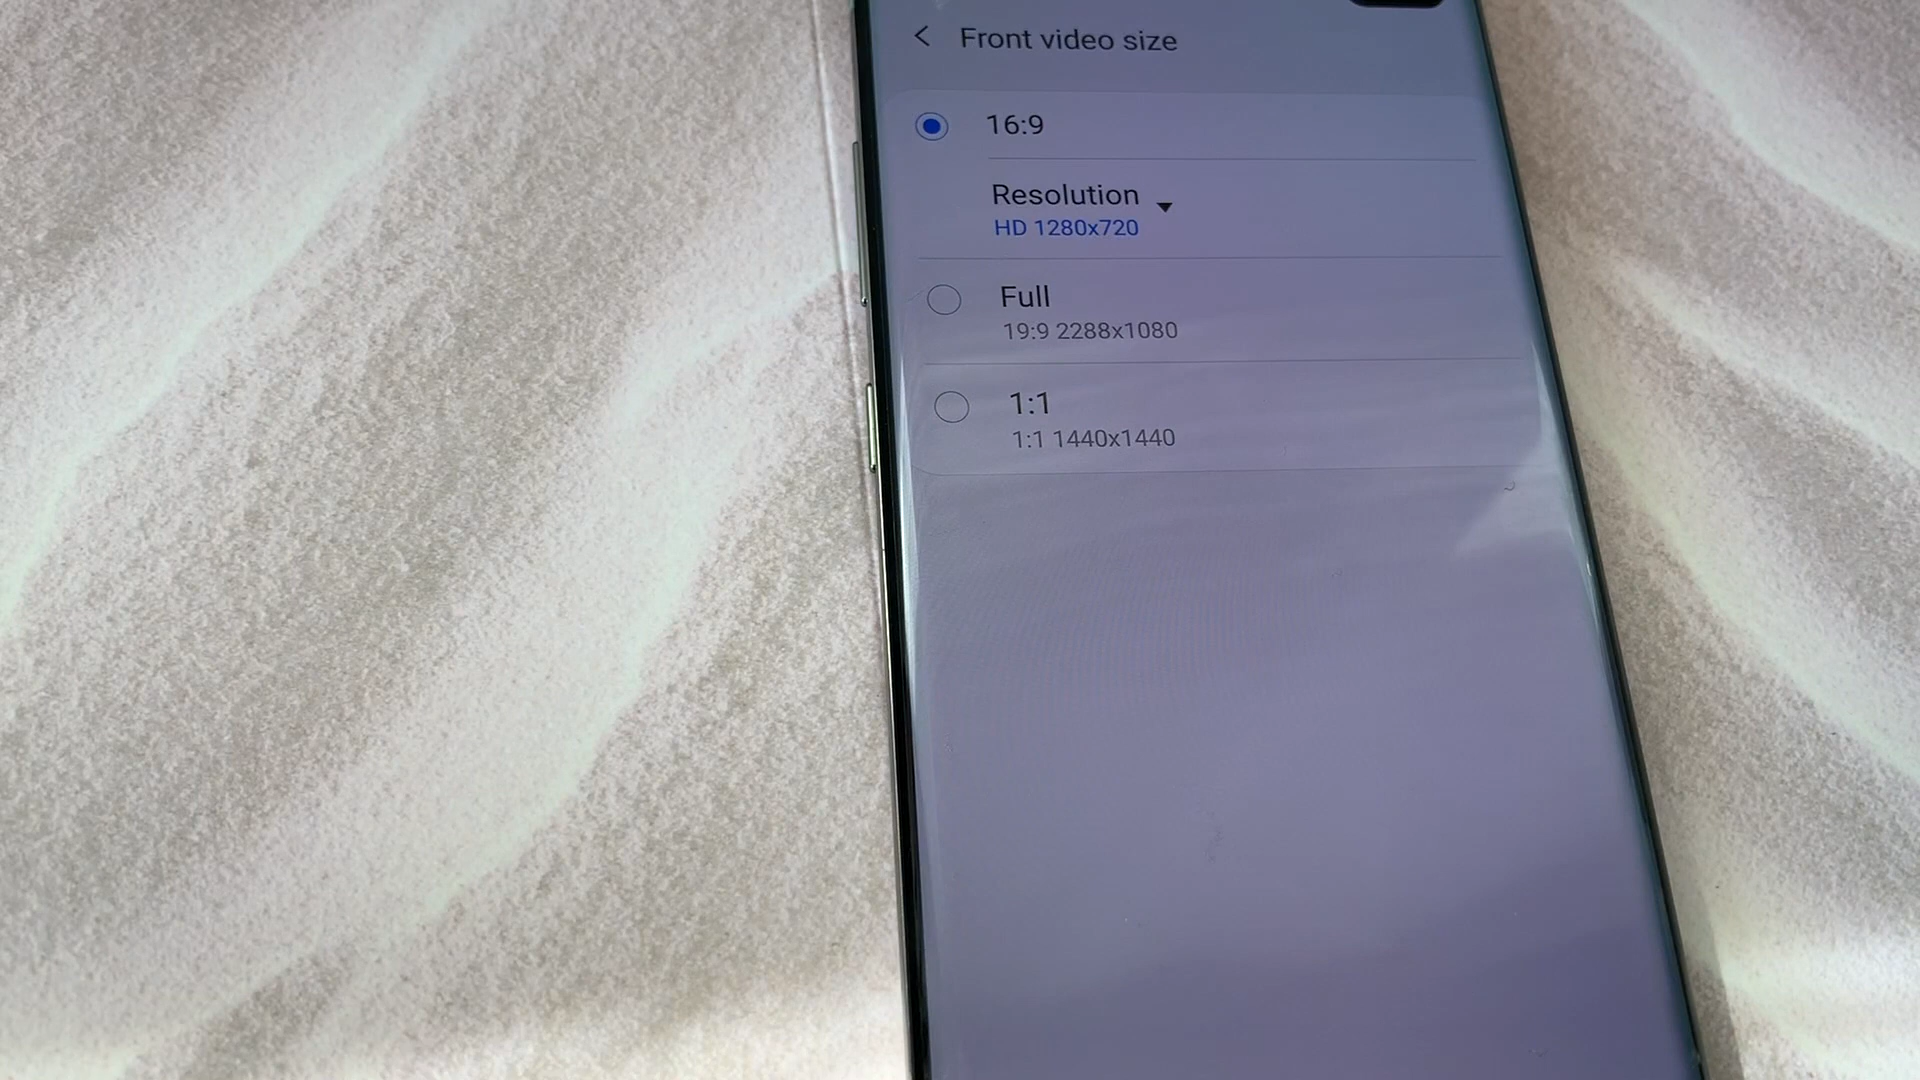 Front video size
16:9
Resolution
HD 1280x720
Full
19:9 2288x1080
1:1
1:1 1440x1440